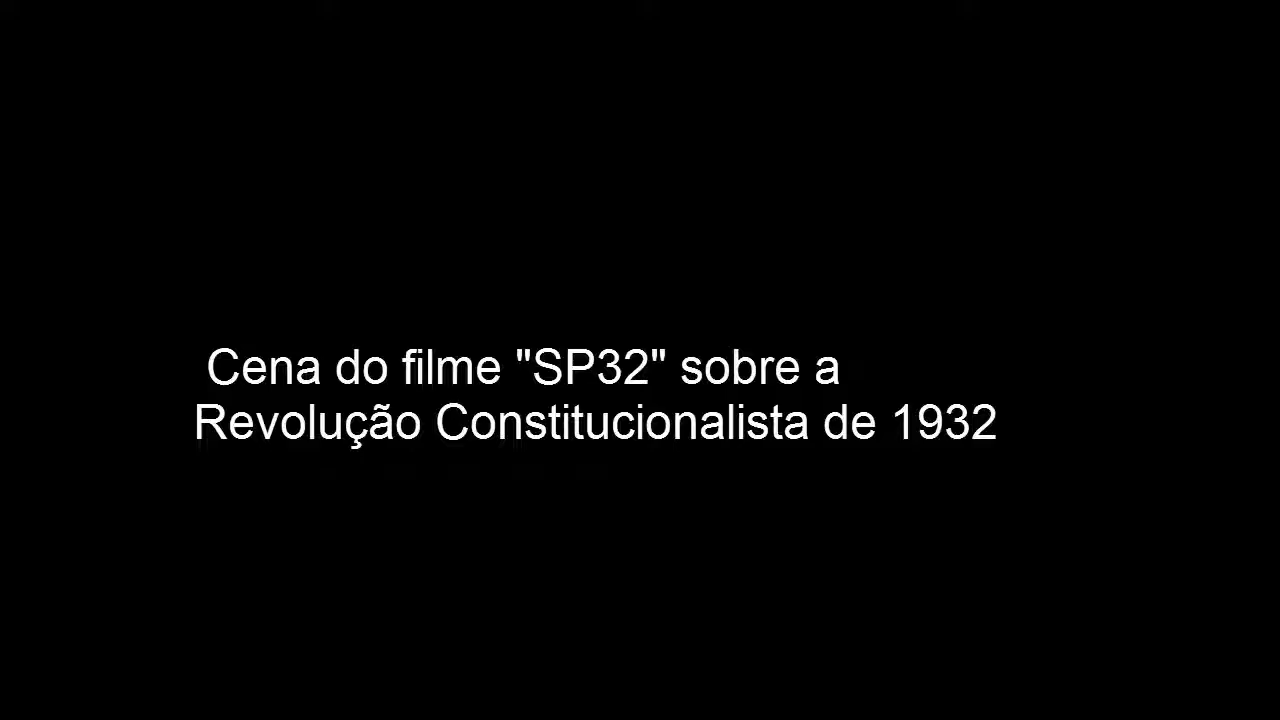 Cena do filme "SP32" sobre a
Revolução Constitucionalista de 1932